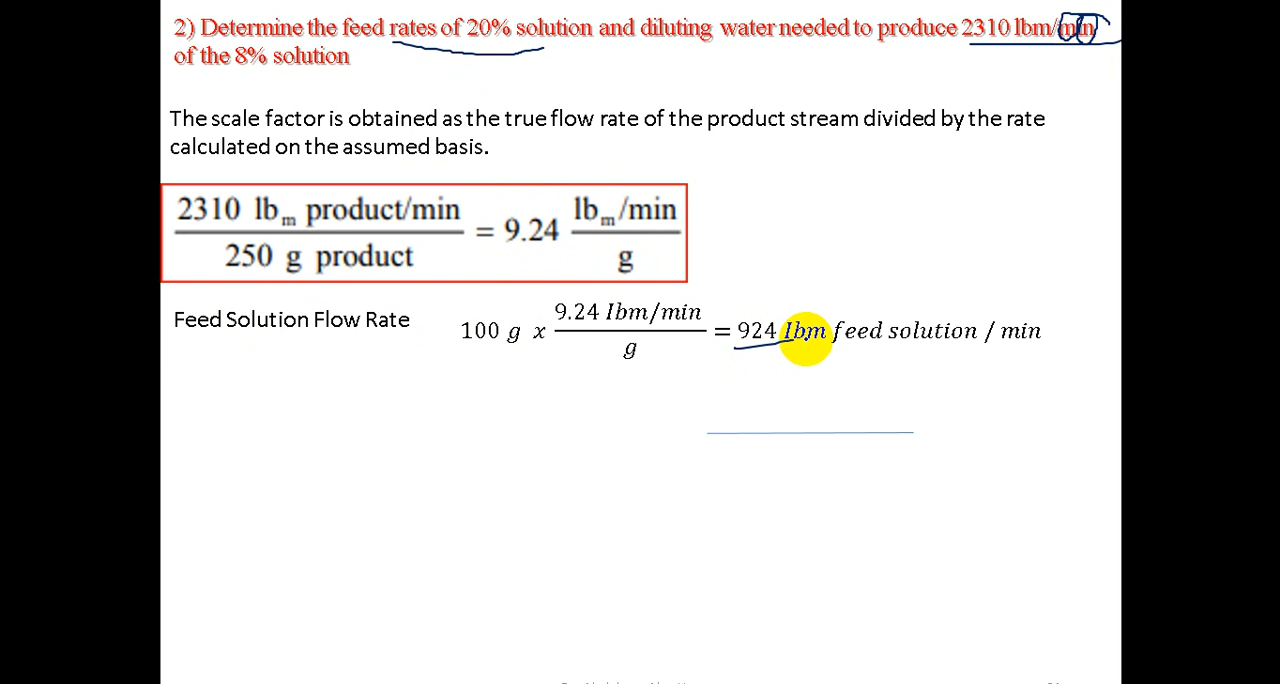 2) Determine the feed rates of 20% solution and diluting water needed to produce 2310 lbm/min
of the 8% solution
The scale factor is obtained as the true flow rate of the product stream divided by the rate
calculated on the assumed basis.
2310 lbm product/min
250 g product
= 9.24
lbm/min
g
Feed Solution Flow Rate
100 g x
9.24 Ibm/min
g
= 924 Ibm feed solution / min